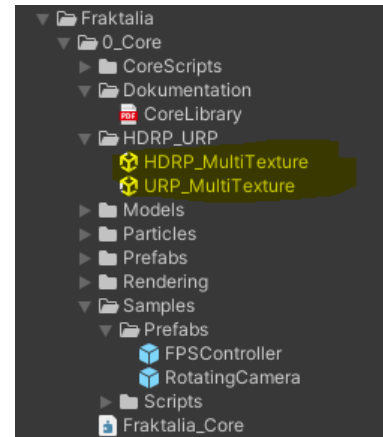 Fraktalia
0_Core
CoreScripts
Dokumentation
CoreLibrary
HDRP_URP
HDRP_MultiTexture
URP_MultiTexture
Models
Particles
Prefabs
Rendering
Samples
Prefabs
FPSController
RotatingCamera
Scripts
Fraktalia_Core